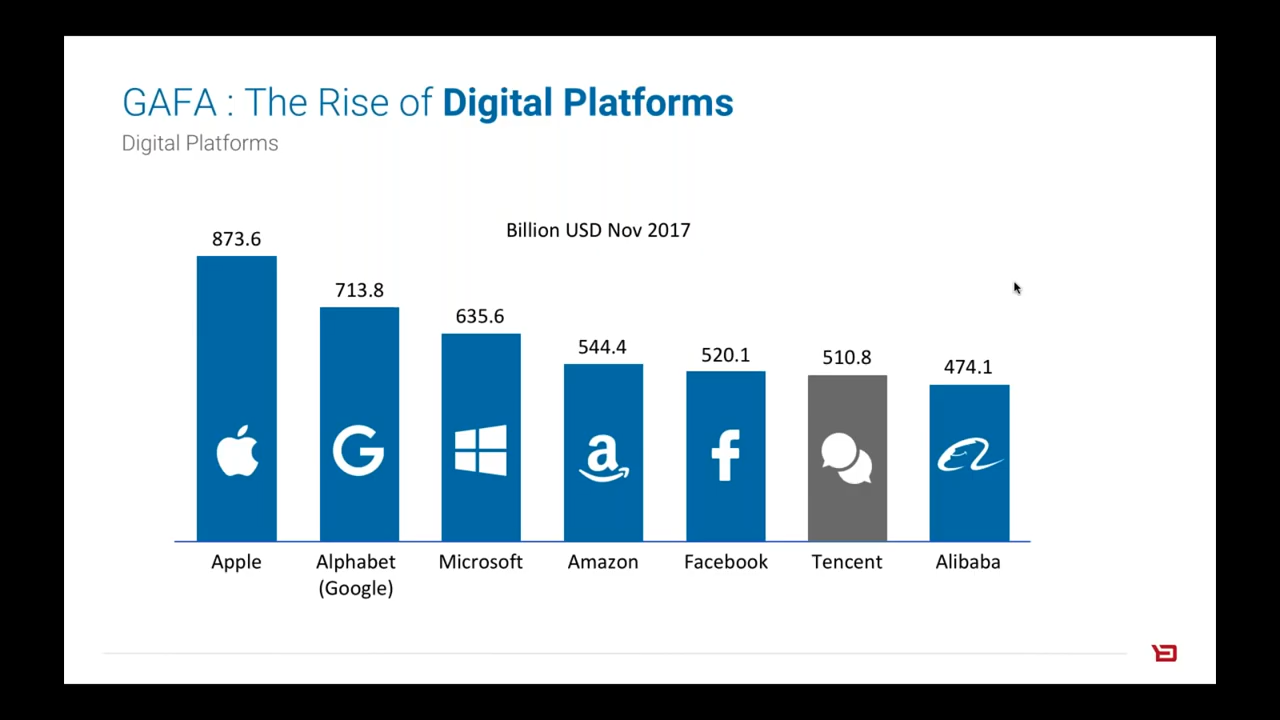 GAFA : The Rise of Digital Platforms
Digital Platforms
Billion USD Nov 2017
873.6
713.8
635.6
544.4
520.1
510.8
474.1
Apple
Alphabet
(Google)
Microsoft
Amazon
Facebook
Tencent
Alibaba